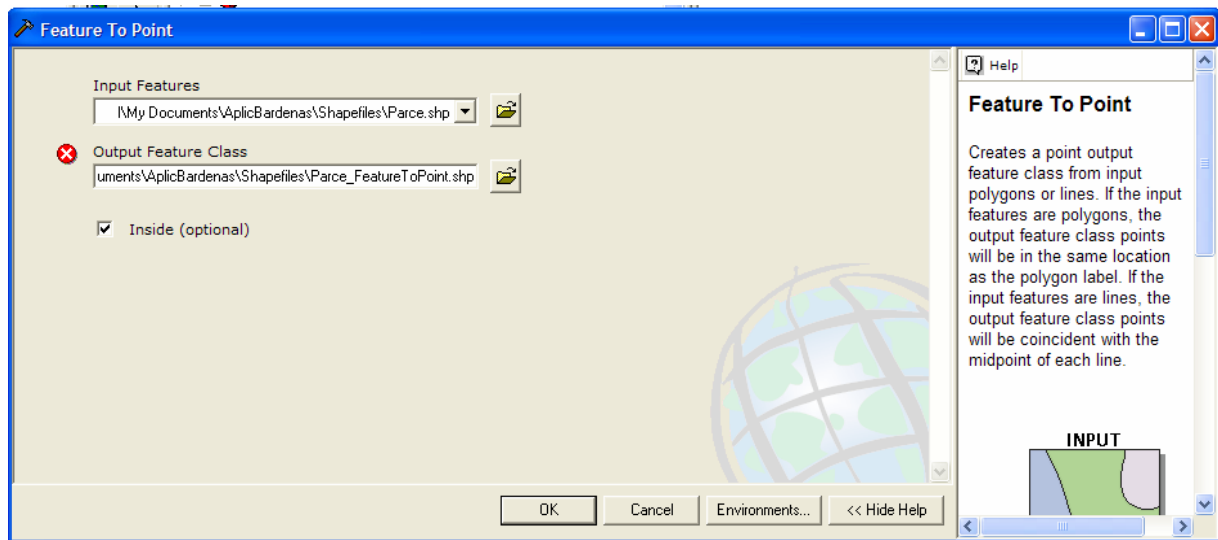 Feature To Point
Input Features
l\My Documents\AplicBardenas\Shapefiles\Parce.shp
Output Feature Class
uments\AplicBardenas\Shapefiles\Parce_FeatureToPoint.shp
Inside (optional)
OK
Cancel
Environments...
<< Hide Help
Help
Feature To Point
Creates a point output
feature class from input
polygons or lines. If the input
features are polygons, the
output feature class points
will be in the same location
as the polygon label. If the
input features are lines, the
output feature class points
will be coincident with the
midpoint of each line.
INPUT